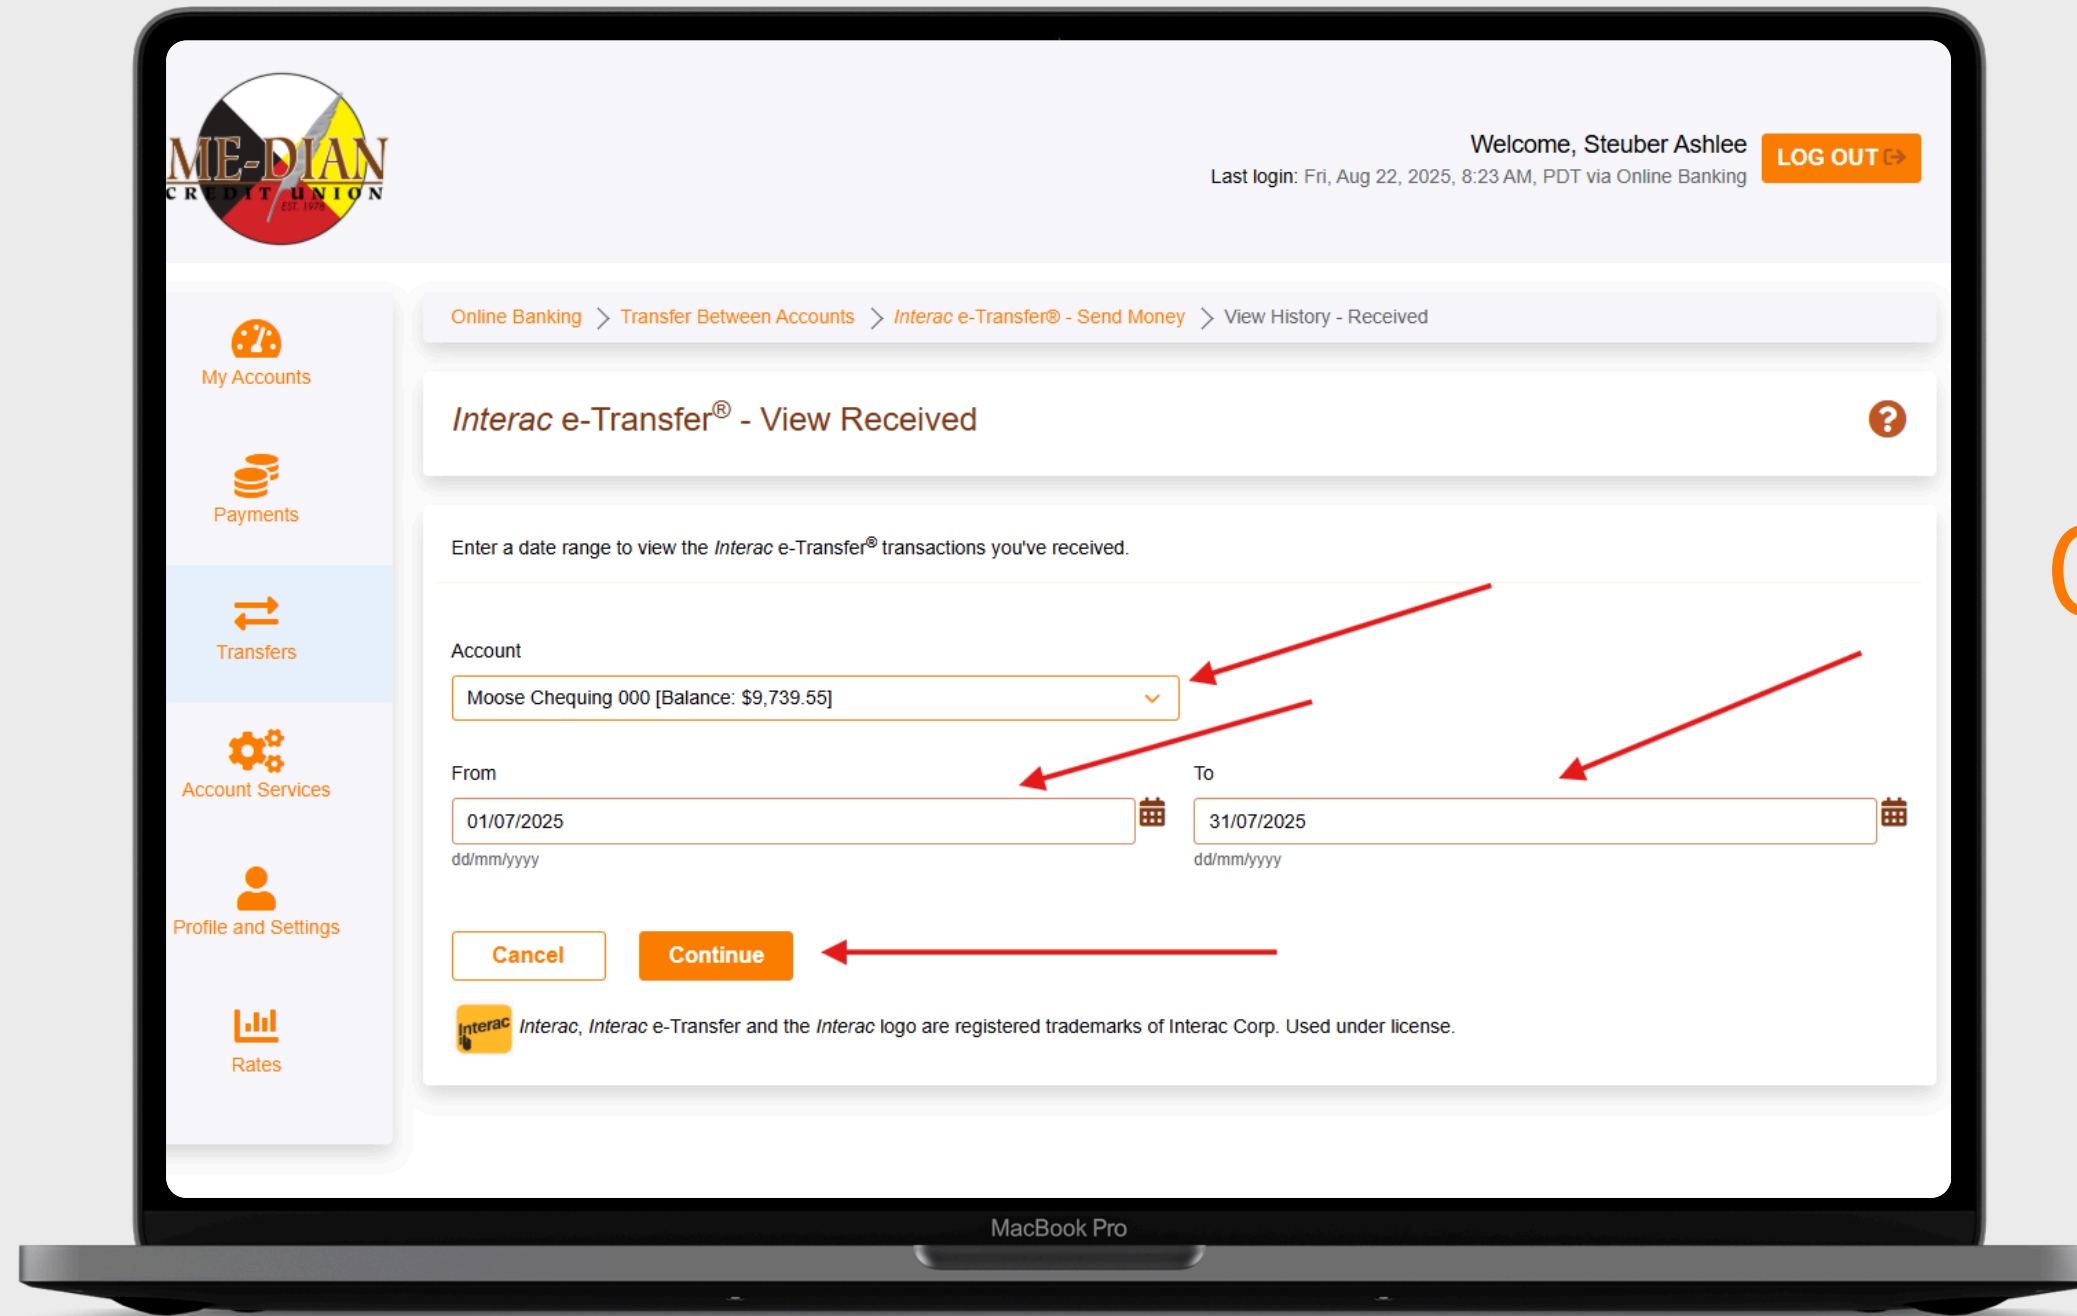 ME-DIAN
CREDIT UNION
EST. 1978
Welcome, Steuber Ashlee
Last login: Fri, Aug 22, 2025, 8:23 AM, PDT via Online Banking
LOG OUT
My Accounts
Payments
Transfers
Account Services
Profile and Settings
Rates
Online Banking > Transfer Between Accounts > Interac e-Transfer® - Send Money > View History - Received
Interac e-Transfer® - View Received
?
Enter a date range to view the Interac e-Transfer® transactions you've received.
Account
Moose Chequing 000 [Balance: $9,739.55]
From
To
01/07/2025
31/07/2025
dd/mm/yyyy
dd/mm/yyyy
Cancel
Continue
Interac
Interac, Interac e-Transfer and the Interac logo are registered trademarks of Interac Corp. Used under license.
MacBook Pro